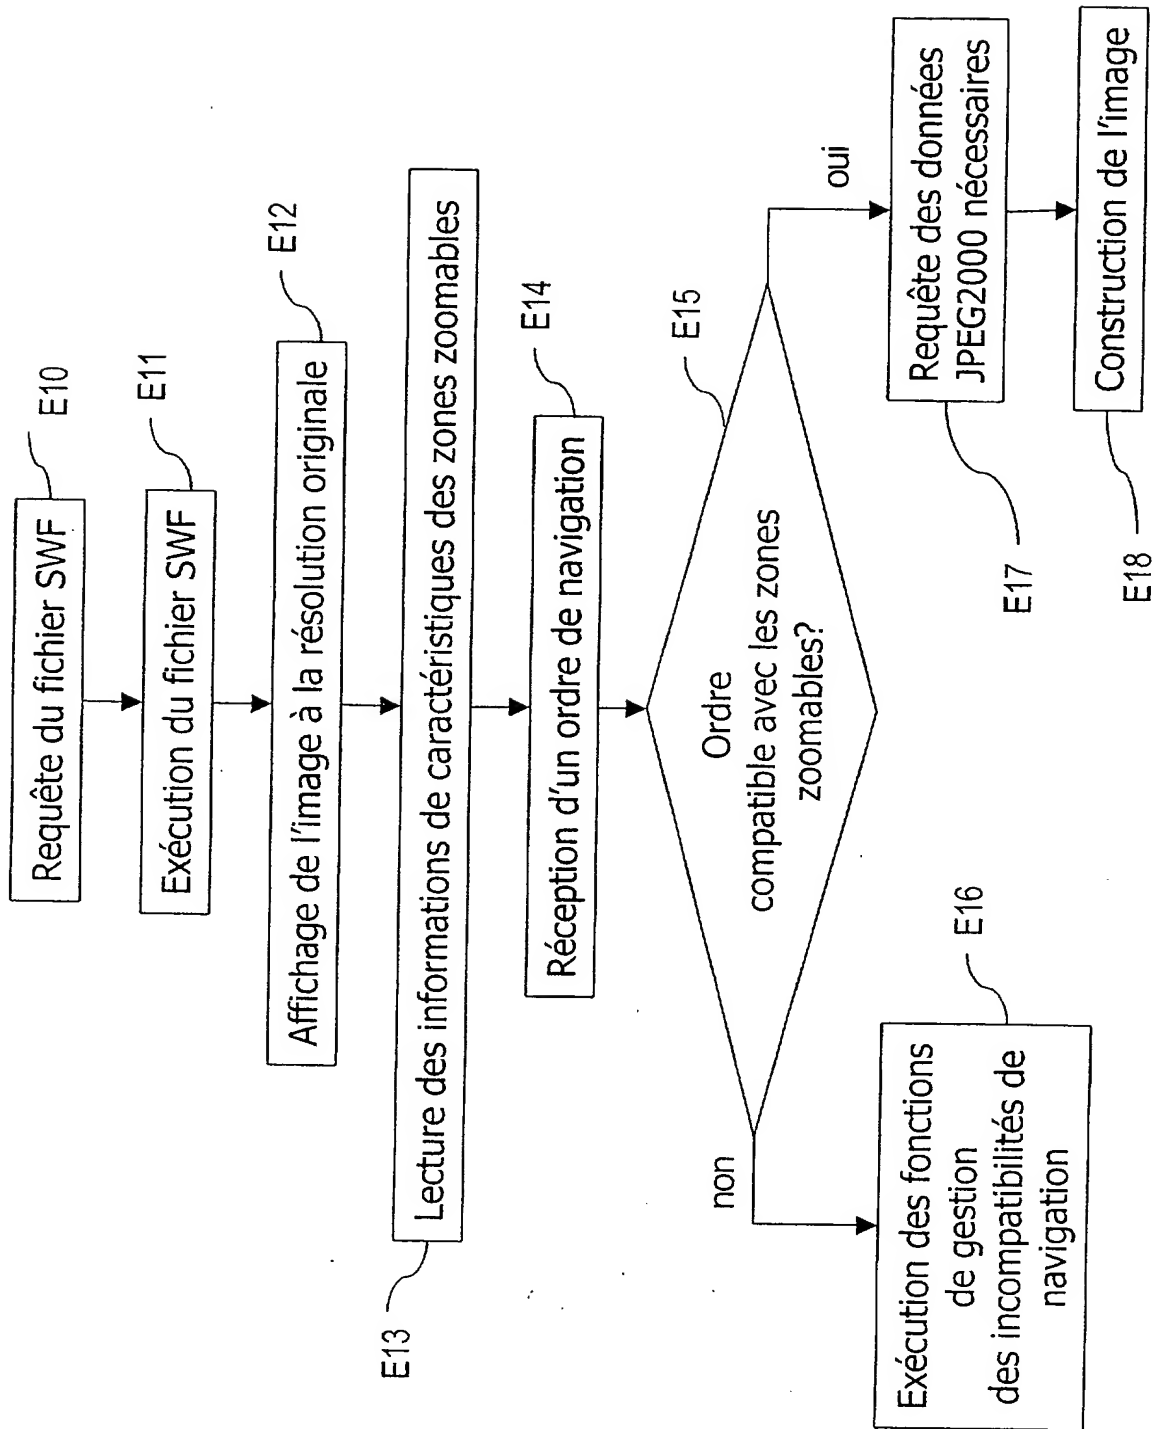 Requête du fichier SWF
E10
Exécution du fichier SWF
E11
Affichage de l'image à la résolution originale
E12
Lecture des informations de caractéristiques des zones zoomables
E13
Réception d'un ordre de navigation
E14
Ordre
compatible avec les zones
zoomables?
E15
non
oui
Exécution des fonctions
de gestion
des incompatibilités de
navigation
E16
Requête des données
JPEG2000 nécessaires
E17
Construction de l'image
E18